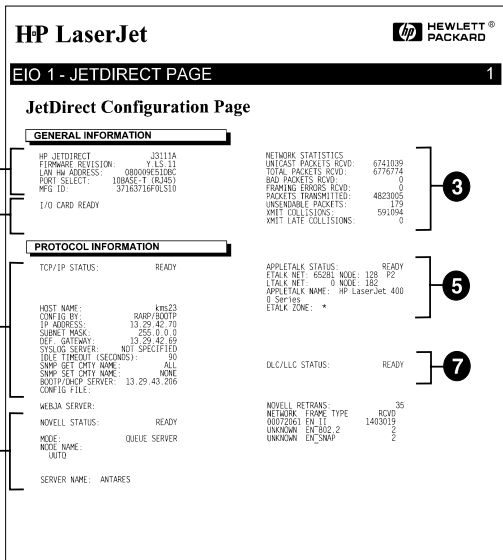 HP LaserJet
hp HEWLETT® PACKARD
EIO 1 - JETDIRECT PAGE 1
JetDirect Configuration Page
GENERAL INFORMATION
HP JETDIRECT J3111A
FIRMWARE REVISION: Y.LS.11
LAN HW ADDRESS: 080009E51DBC
PORT SELECT: 10BASE-T (RJ45)
MFG ID: 37163716F0LS10
I/O CARD READY
NETWORK STATISTICS
UNICAST PACKETS RCVD: 6741039
TOTAL PACKETS RCVD: 6776774
BAD PACKETS RCVD: 0
FRAMING ERRORS RCVD: 0
PACKETS TRANSMITTED: 4823005
UNSENDABLE PACKETS: 179
XMIT COLLISIONS: 591094
XMIT LATE COLLISIONS: 0
3
PROTOCOL INFORMATION
TCP/IP STATUS: READY
HOST NAME: kms23
CONFIG BY: RARP/BOOTP
IP ADDRESS: 13.29.42.70
SUBNET MASK: 255.0.0.0
DEF. GATEWAY: 13.29.42.69
SYSLOG SERVER: NOT SPECIFIED
IDLE TIMEOUT (SECONDS): 90
SNMP GET CMTY NAME: ALL
SNMP SET CMTY NAME: NONE
BOOTP/DHCP SERVER: 13.29.43.206
CONFIG FILE:
APPLETALK STATUS: READY
ETALK NET: 65281 NODE: 128 P2
LTALK NET: 0 NODE: 182
APPLETALK NAME: HP LaserJet 400
0 Series
ETALK ZONE: *
5
DLC/LLC STATUS: READY
7
WEBJA SERVER:
NOVELL STATUS: READY
MODE: QUEUE SERVER
NODE NAME:
UUTQ
SERVER NAME: ANTARES
NOVELL RETRANS: 35
NETWORK FRAME TYPE RCVD
00072061 EN_II 1403019
UNKNOWN EN_802.2 2
UNKNOWN EN_SNAP 2